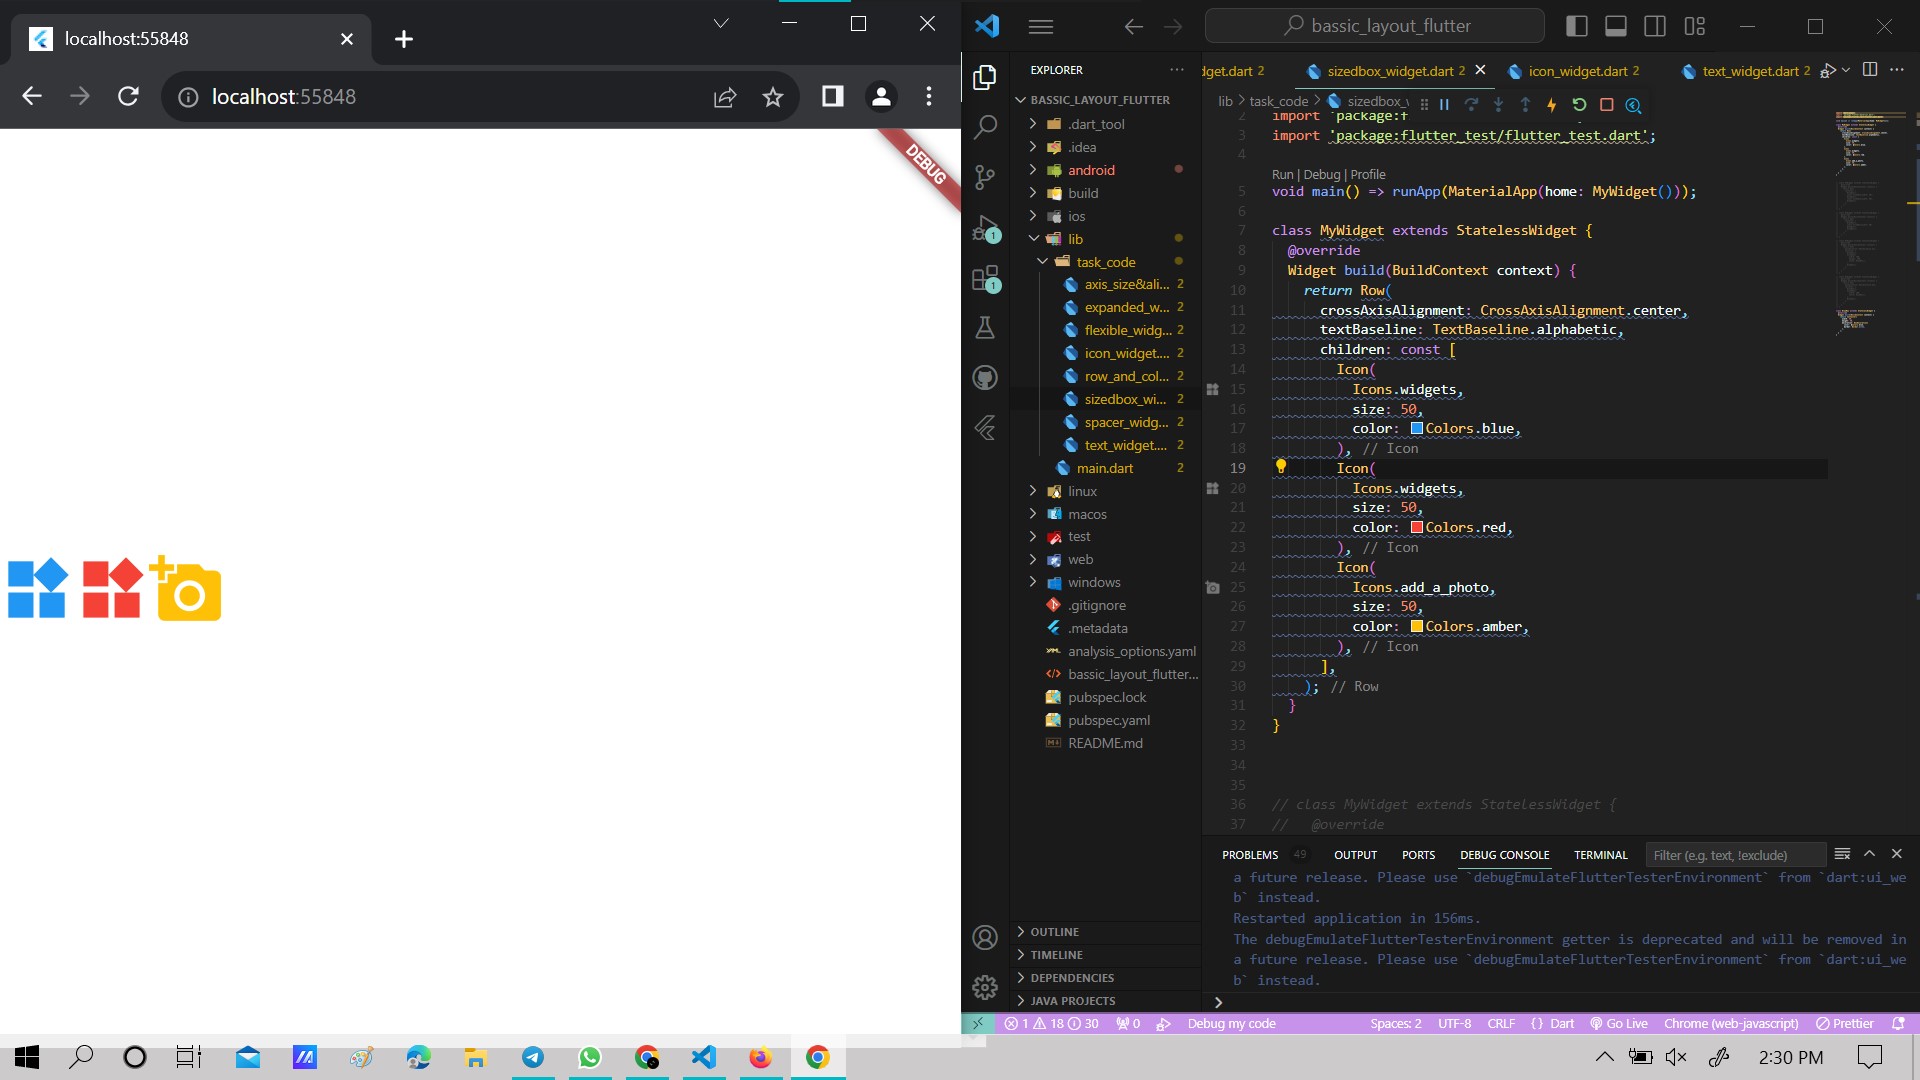 localhost:55848
localhost:55848
DEBUG
bassic_layout_flutter
EXPLORER
BASSIC_LAYOUT_FLUTTER
.dart_tool
.idea
android
build
ios
lib
task_code
axis_size&ali... 2
expanded_w... 2
flexible_widg... 2
icon_widget.... 2
row_and_col... 2
sizedbox_wi... 2
spacer_widg... 2
text_widget.... 2
main.dart 2
linux
macos
test
web
windows
.gitignore
.metadata
analysis_options.yaml
bassic_layout_flutter...
pubspec.lock
pubspec.yaml
README.md
OUTLINE
TIMELINE
DEPENDENCIES
JAVA PROJECTS
dget.dart 2 sizedbox_widget.dart 2 icon_widget.dart 2 text_widget.dart 2
lib > task_code > sizedbox_
2 import 'package:f
3 import 'package:flutter_test/flutter_test.dart';
4
Run | Debug | Profile
5 void main() => runApp(MaterialApp(home: MyWidget()));
6
7 class MyWidget extends StatelessWidget {
8 @override
9 Widget build(BuildContext context) {
10 return Row(
11 crossAxisAlignment: CrossAxisAlignment.center,
12 textBaseline: TextBaseline.alphabetic,
13 children: const [
14 Icon(
15 Icons.widgets,
16 size: 50,
17 color: Colors.blue,
18 ), // Icon
19 Icon(
20 Icons.widgets,
21 size: 50,
22 color: Colors.red,
23 ), // Icon
24 Icon(
25 Icons.add_a_photo,
26 size: 50,
27 color: Colors.amber,
28 ), // Icon
29 ],
30 ); // Row
31 }
32 }
33
34
35
36 // class MyWidget extends StatelessWidget {
37 // @override
PROBLEMS 49 OUTPUT PORTS DEBUG CONSOLE TERMINAL Filter (e.g. text, !exclude)
a future release. Please use `debugEmulateFlutterTesterEnvironment` from `dart:ui_we
b` instead.
Restarted application in 156ms.
The debugEmulateFlutterTesterEnvironment getter is deprecated and will be removed in
a future release. Please use `debugEmulateFlutterTesterEnvironment` from `dart:ui_we
b` instead.
1 18 30 0 Debug my code Spaces: 2 UTF-8 CRLF {} Dart Go Live Chrome (web-javascript) Prettier
2:30 PM